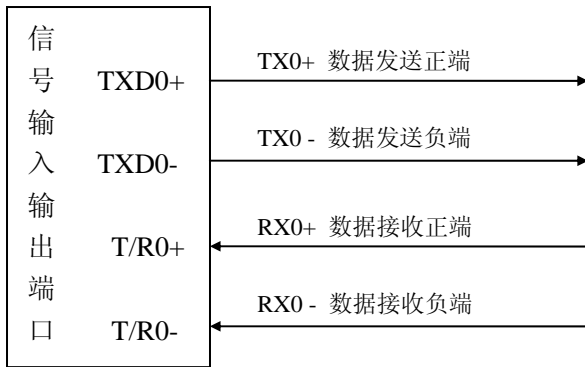 信号输入输出端口
TXD0+
TX0+ 数据发送正端
TXD0-
TX0 - 数据发送负端
T/R0+
RX0+ 数据接收正端
T/R0-
RX0 - 数据接收负端